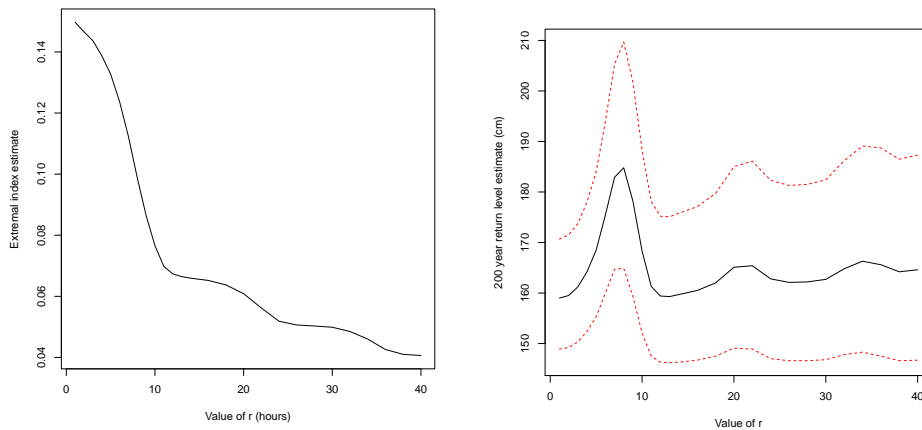 0.14
0.12
0.10
0.08
0.06
0.04
Extremal index estimate
0 10 20 30 40
Value of r (hours)
210
200
190
180
170
160
150
200 year return level estimate (cm)
0 10 20 30 40
Value of r